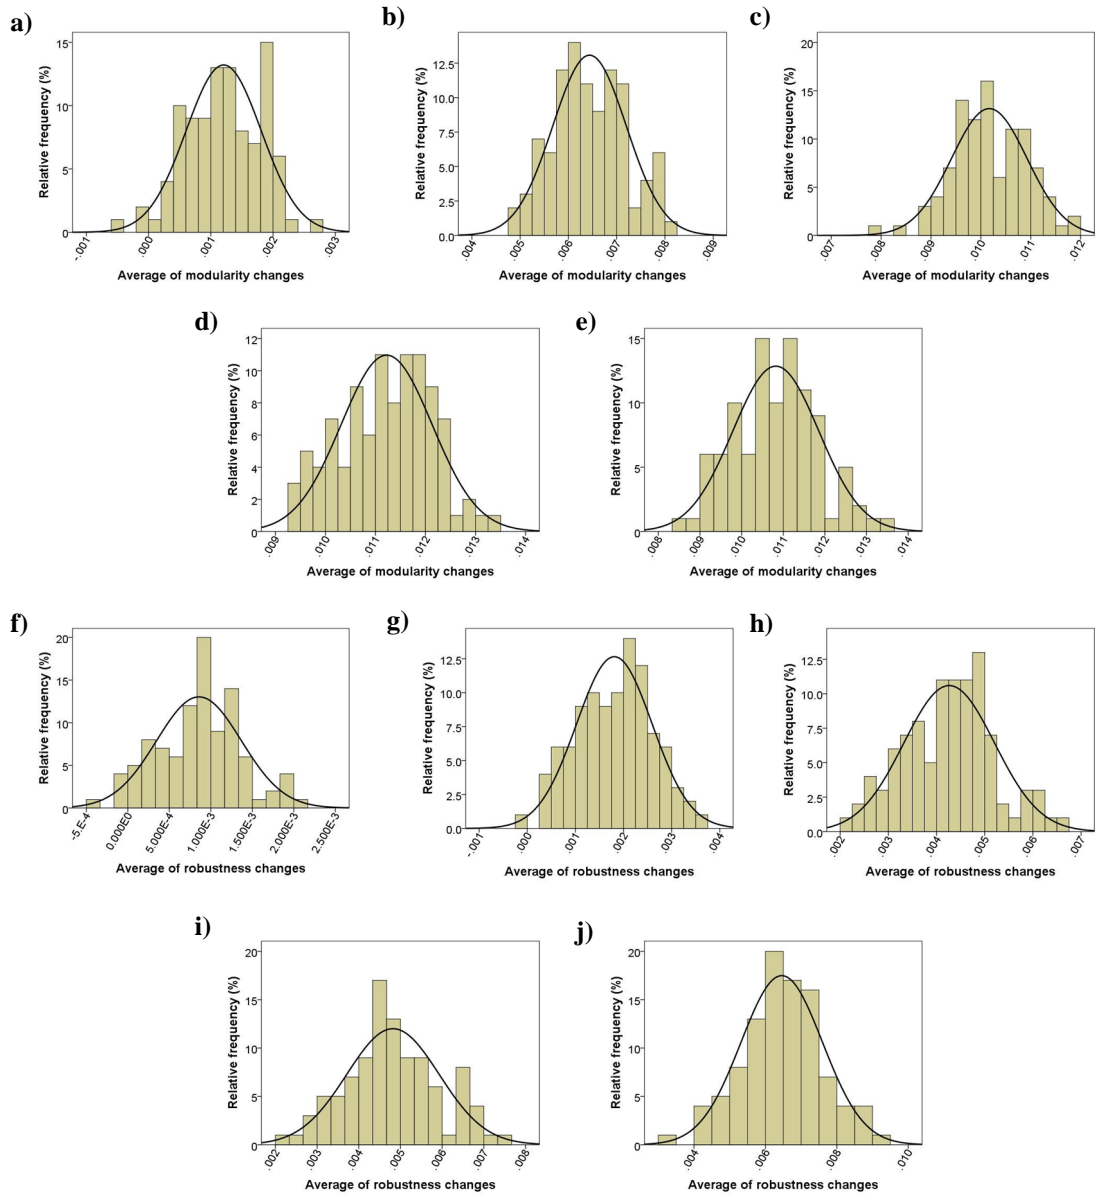 a)
Relative frequency (%)
15
10
5
0
-.001
.000
.001
.002
.003
Average of modularity changes
b)
Relative frequency (%)
12.5
10.0
7.5
5.0
2.5
0.0
.004
.005
.006
.007
.008
.009
Average of modularity changes
c)
Relative frequency (%)
20
15
10
5
0
.007
.008
.009
.010
.011
.012
Average of modularity changes
d)
Relative frequency (%)
12
10
8
6
4
2
0
.009
.010
.011
.012
.013
.014
Average of modularity changes
e)
Relative frequency (%)
15
10
5
0
.008
.009
.010
.011
.012
.013
.014
Average of modularity changes
f)
Relative frequency (%)
20
15
10
5
0
-5.E-4
0.000E0
5.000E-4
1.000E-3
1.500E-3
2.000E-3
2.500E-3
Average of robustness changes
g)
Relative frequency (%)
12.5
10.0
7.5
5.0
2.5
0.0
-.001
.000
.001
.002
.003
.004
Average of robustness changes
h)
Relative frequency (%)
12.5
10.0
7.5
5.0
2.5
0.0
.002
.003
.004
.005
.006
.007
Average of robustness changes
i)
Relative frequency (%)
20
15
10
5
0
.002
.003
.004
.005
.006
.007
.008
Average of robustness changes
j)
Relative frequency (%)
20
15
10
5
0
.004
.006
.008
.010
Average of robustness changes